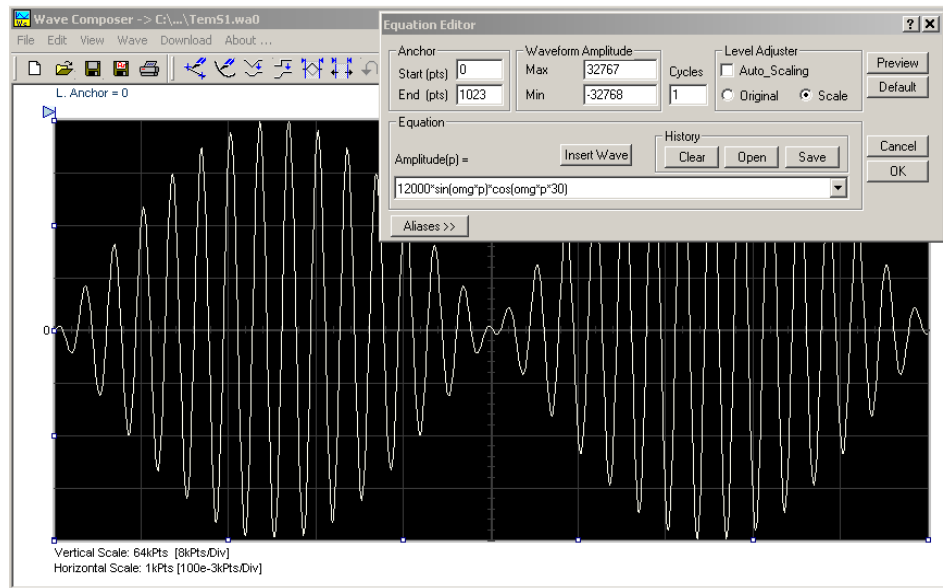 Wave Composer -> C:\...\Tem51.wa0
File Edit View Wave Download About ...
L. Anchor = 0
Equation Editor
Anchor
Start (pts) 0
End (pts) 1023
Waveform Amplitude
Max 32767
Min -32768
Cycles
1
Level Adjuster
Auto_Scaling
Original Scale
Preview
Default
Equation
Amplitude(p) =
Insert Wave
History
Clear Open Save
Cancel
OK
12000*sin(omg*p)*cos(omg*p*30)
Aliases >>
0
Vertical Scale: 64kPts [8kPts/Div]
Horizontal Scale: 1kPts [100e-3kPts/Div]